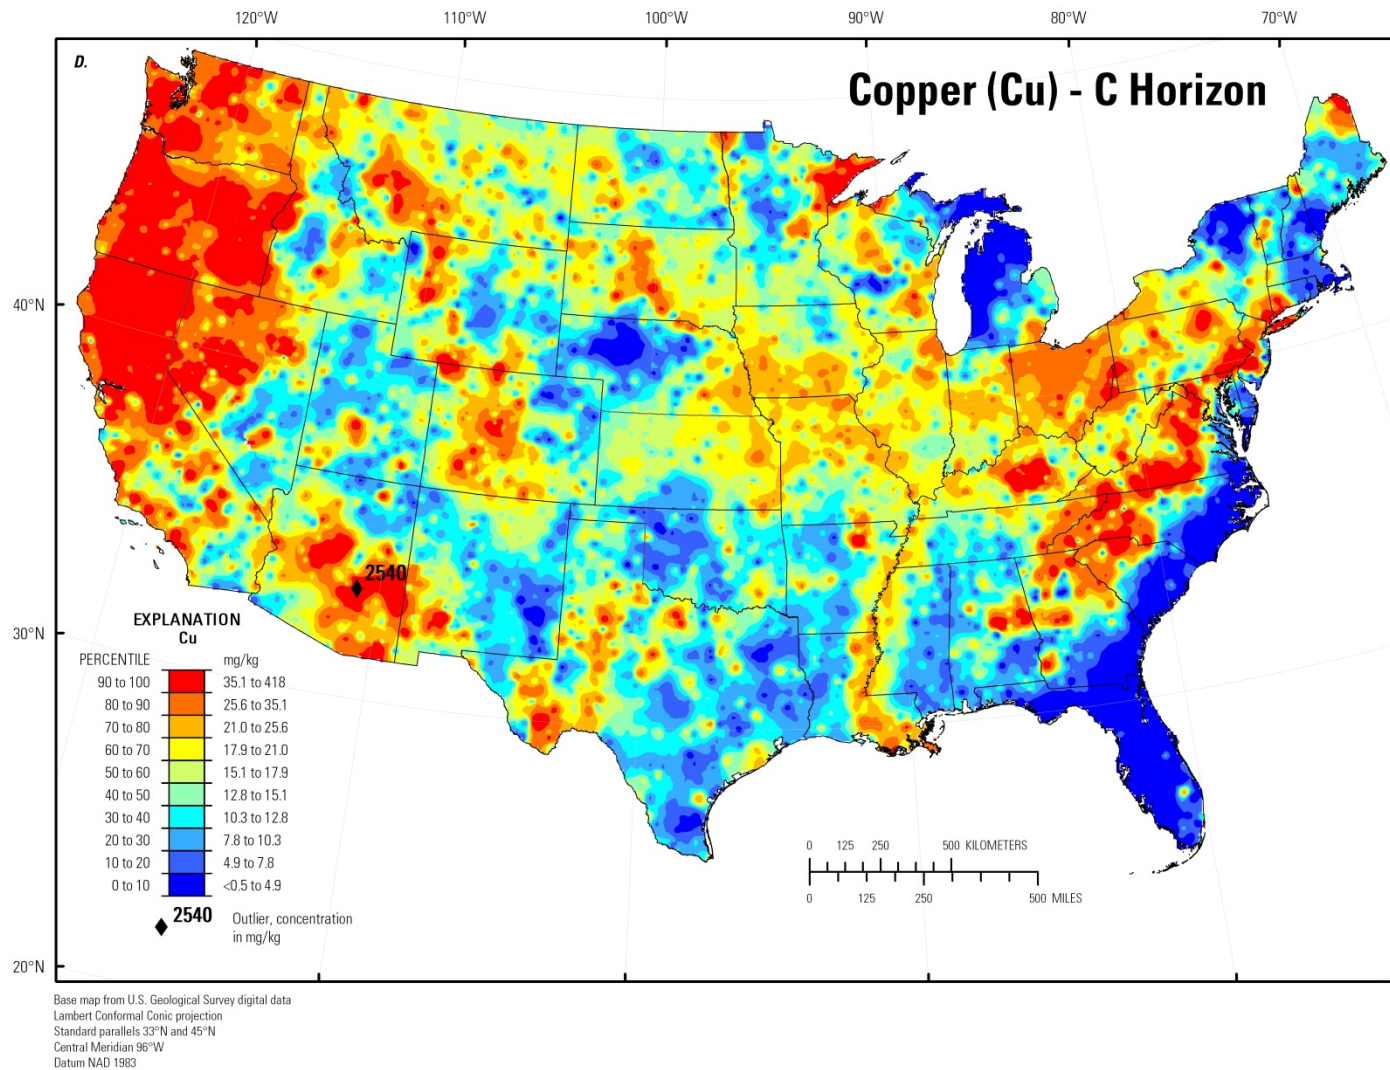 120°W 110°W 100°W 90°W 80°W 70°W
D.
Copper (Cu) - C Horizon
40°N
30°N
20°N
2540
EXPLANATION
Cu
PERCENTILE mg/kg
90 to 100 35.1 to 418
80 to 90 25.6 to 35.1
70 to 80 21.0 to 25.6
60 to 70 17.9 to 21.0
50 to 60 15.1 to 17.9
40 to 50 12.8 to 15.1
30 to 40 10.3 to 12.8
20 to 30 7.8 to 10.3
10 to 20 4.9 to 7.8
0 to 10 <0.5 to 4.9
2540 Outlier, concentration
in mg/kg
0 125 250 500 KILOMETERS
0 125 250 500 MILES
Base map from U.S. Geological Survey digital data
Lambert Conformal Conic projection
Standard parallels 33°N and 45°N
Central Meridian 96°W
Datum NAD 1983